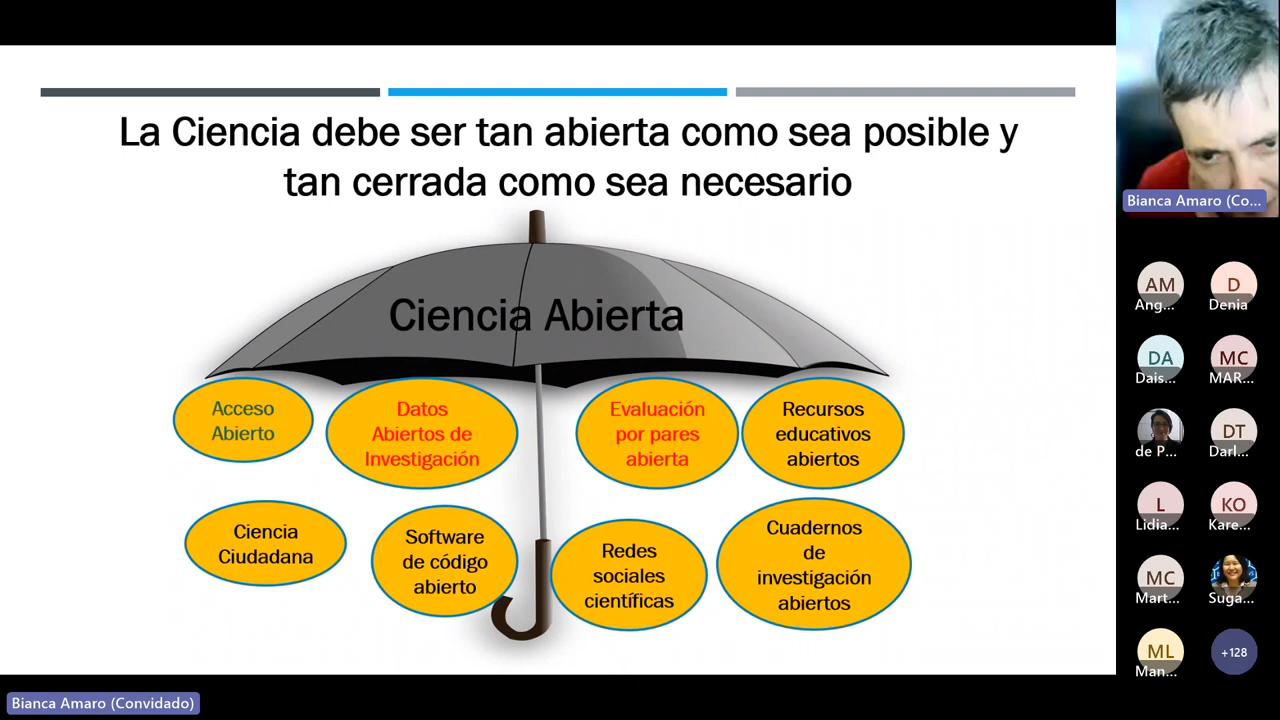 La Ciencia debe ser tan abierta como sea posible y
tan cerrada como sea necesario
Ciencia Abierta
Acceso
Abierto
Datos
Abiertos de
Investigación
Evaluación
por pares
abierta
Recursos
educativos
abiertos
Ciencia
Ciudadana
Software
de código
abierto
Redes
sociales
científicas
Cuadernos
de
investigación
abiertos
Bianca Amaro (Convidado)
Bianca Amaro (Co...
AM
Ang...
D
Denia
DA
Dais...
MC
MAR...
de P...
DT
Darl...
L
Lidia...
KO
Kare...
MC
Mart...
Suga...
ML
Man...
+128